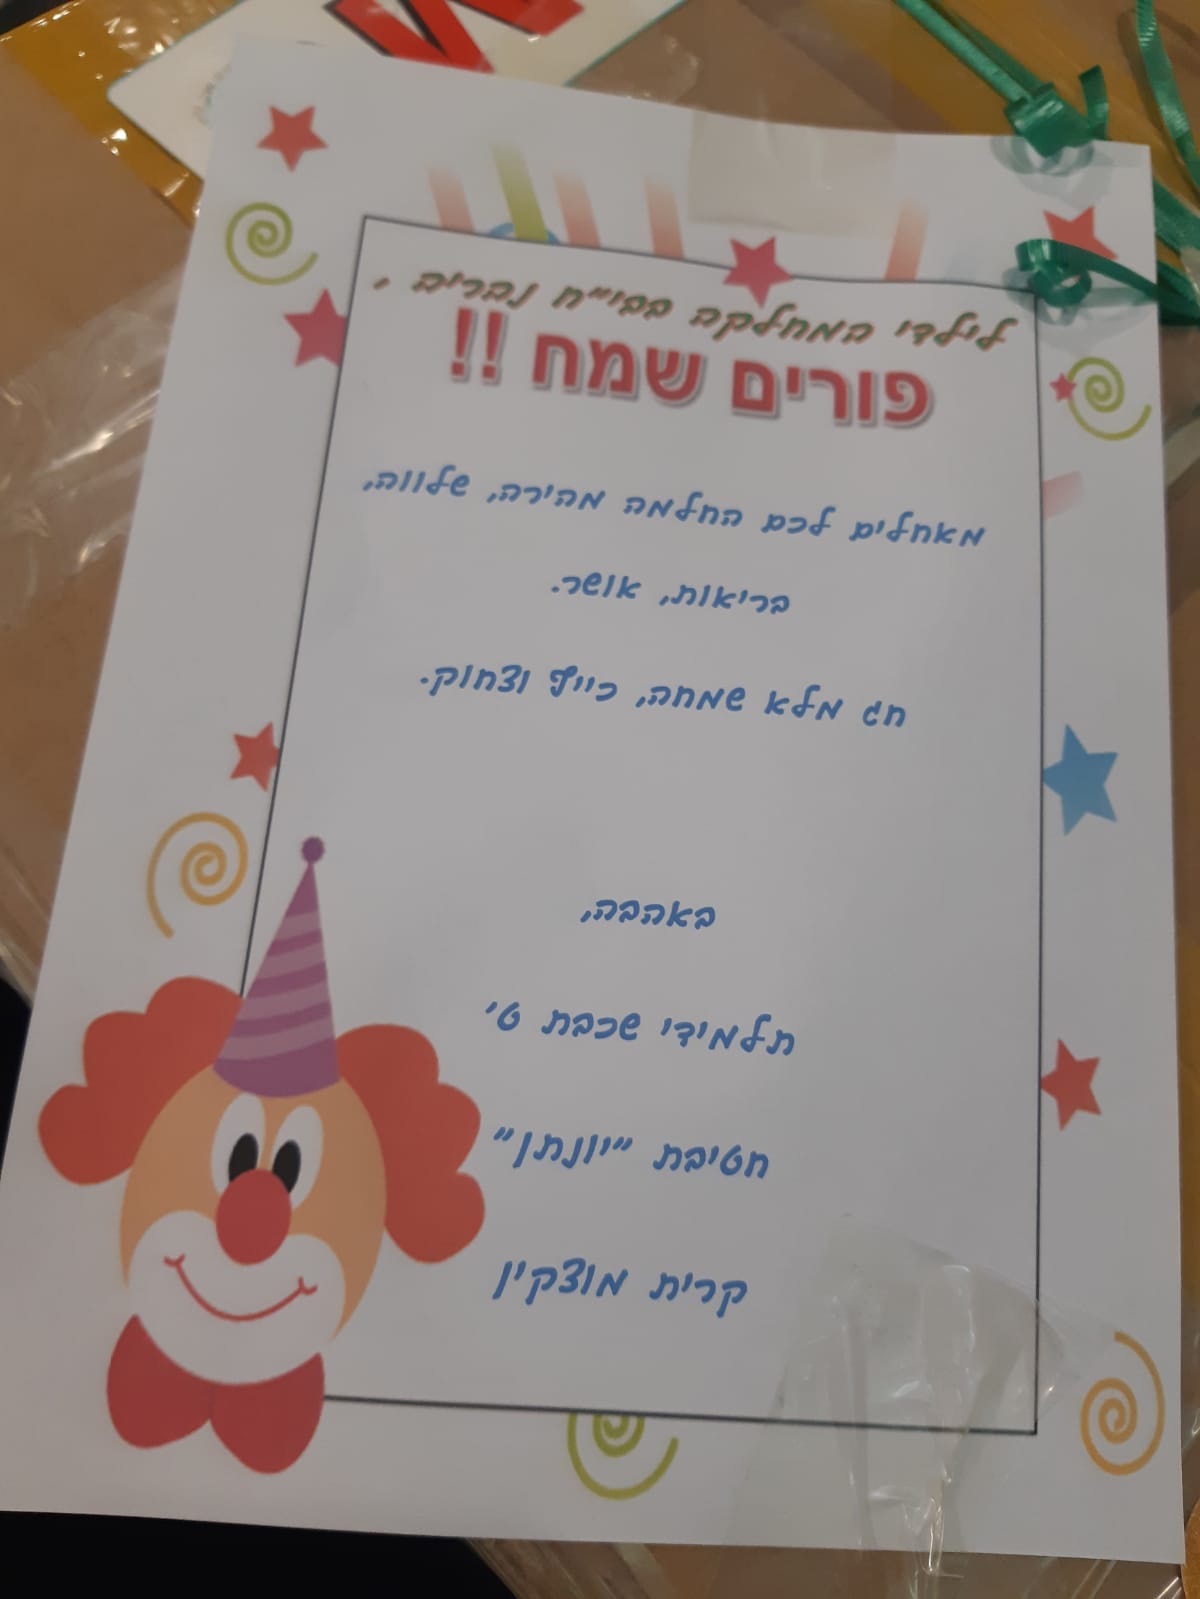 לילדי המחלקה בבי״ח נהריה ,
פורים שמח !!
מאחלים לכם החלמה מהירה, שלווה,
בריאות, אושר.
חג מלא שמחה, כייף וצחוק.
באהבה,
תלמידי שכבת ט'
חטיבת "יונתן"
קרית מוצקין